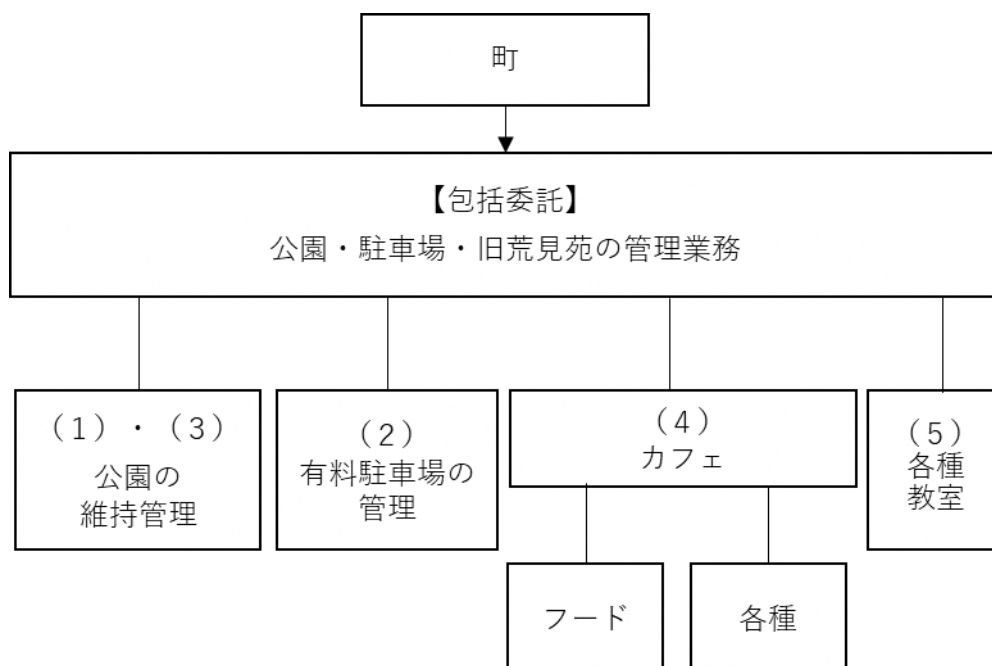 町
【包括委託】
公園・駐車場・旧荒見苑の管理業務
（1）・（3）
公園の
維持管理
（2）
有料駐車場の
管理
（4）
カフェ
（5）
各種
教室
フード
各種